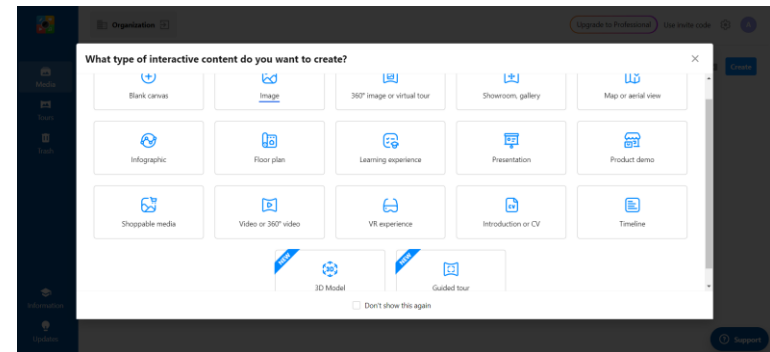 Organization
Upgrade to Professional
Use invite code
What type of interactive content do you want to create?
Create
Media
Tours
Trash
Blank canvas
Image
360° image or virtual tour
Showroom, gallery
Map or aerial view
Infographic
Floor plan
Learning experience
Presentation
Product demo
Shoppable media
Video or 360° video
VR experience
Introduction or CV
Timeline
NEW
3D
3D Model
NEW
Guided tour
Don't show this again
Information
Updates
Support